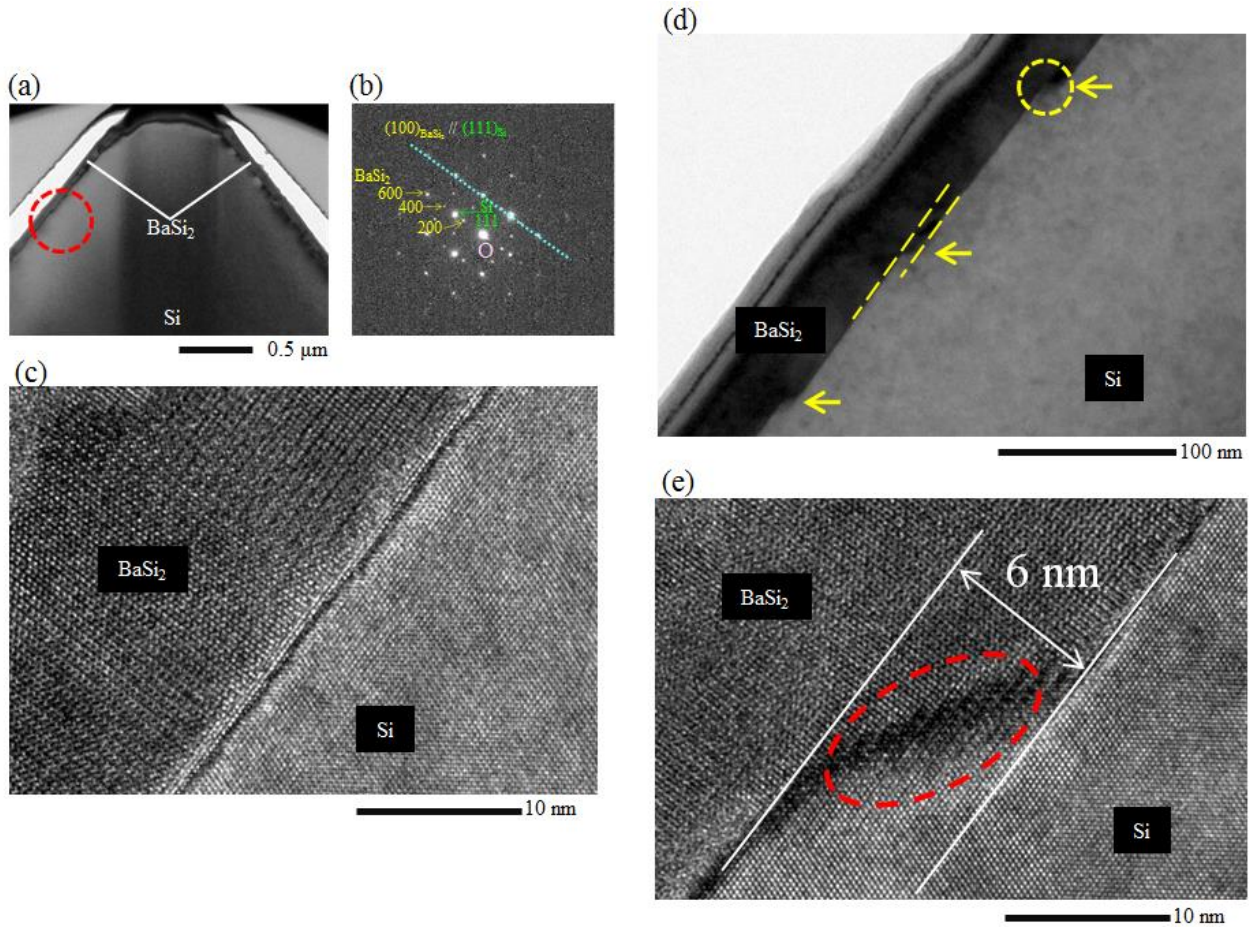 (a)
BaSi₂
Si
0.5 µm
(b)
(100)BaSi₂ // (111)Si
BaSi₂
600
400
200
Si
111
(c)
BaSi₂
Si
10 nm
(d)
BaSi₂
Si
100 nm
(e)
BaSi₂
6 nm
Si
10 nm